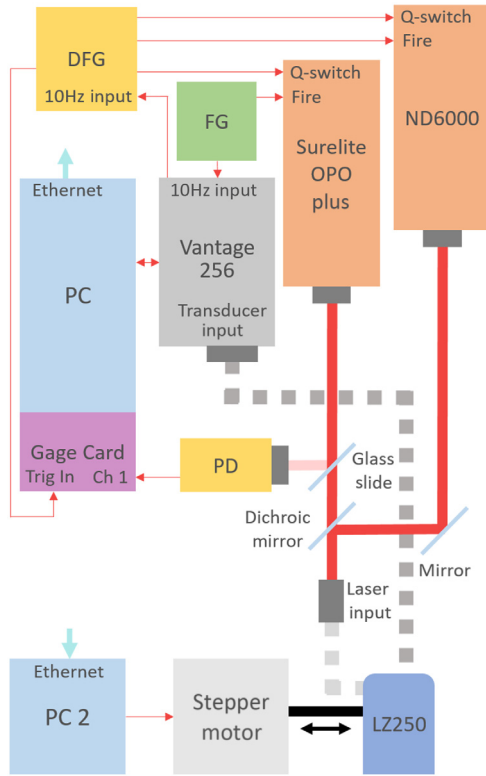 DFG
10Hz input
Q-switch
Fire
ND6000
Q-switch
Fire
Surelite
OPO
plus
FG
10Hz input
Vantage
256
Transducer
input
Ethernet
PC
Gage Card
Trig In
Ch 1
PD
Glass
slide
Dichroic
mirror
Mirror
Laser
input
Ethernet
PC 2
Stepper
motor
LZ250